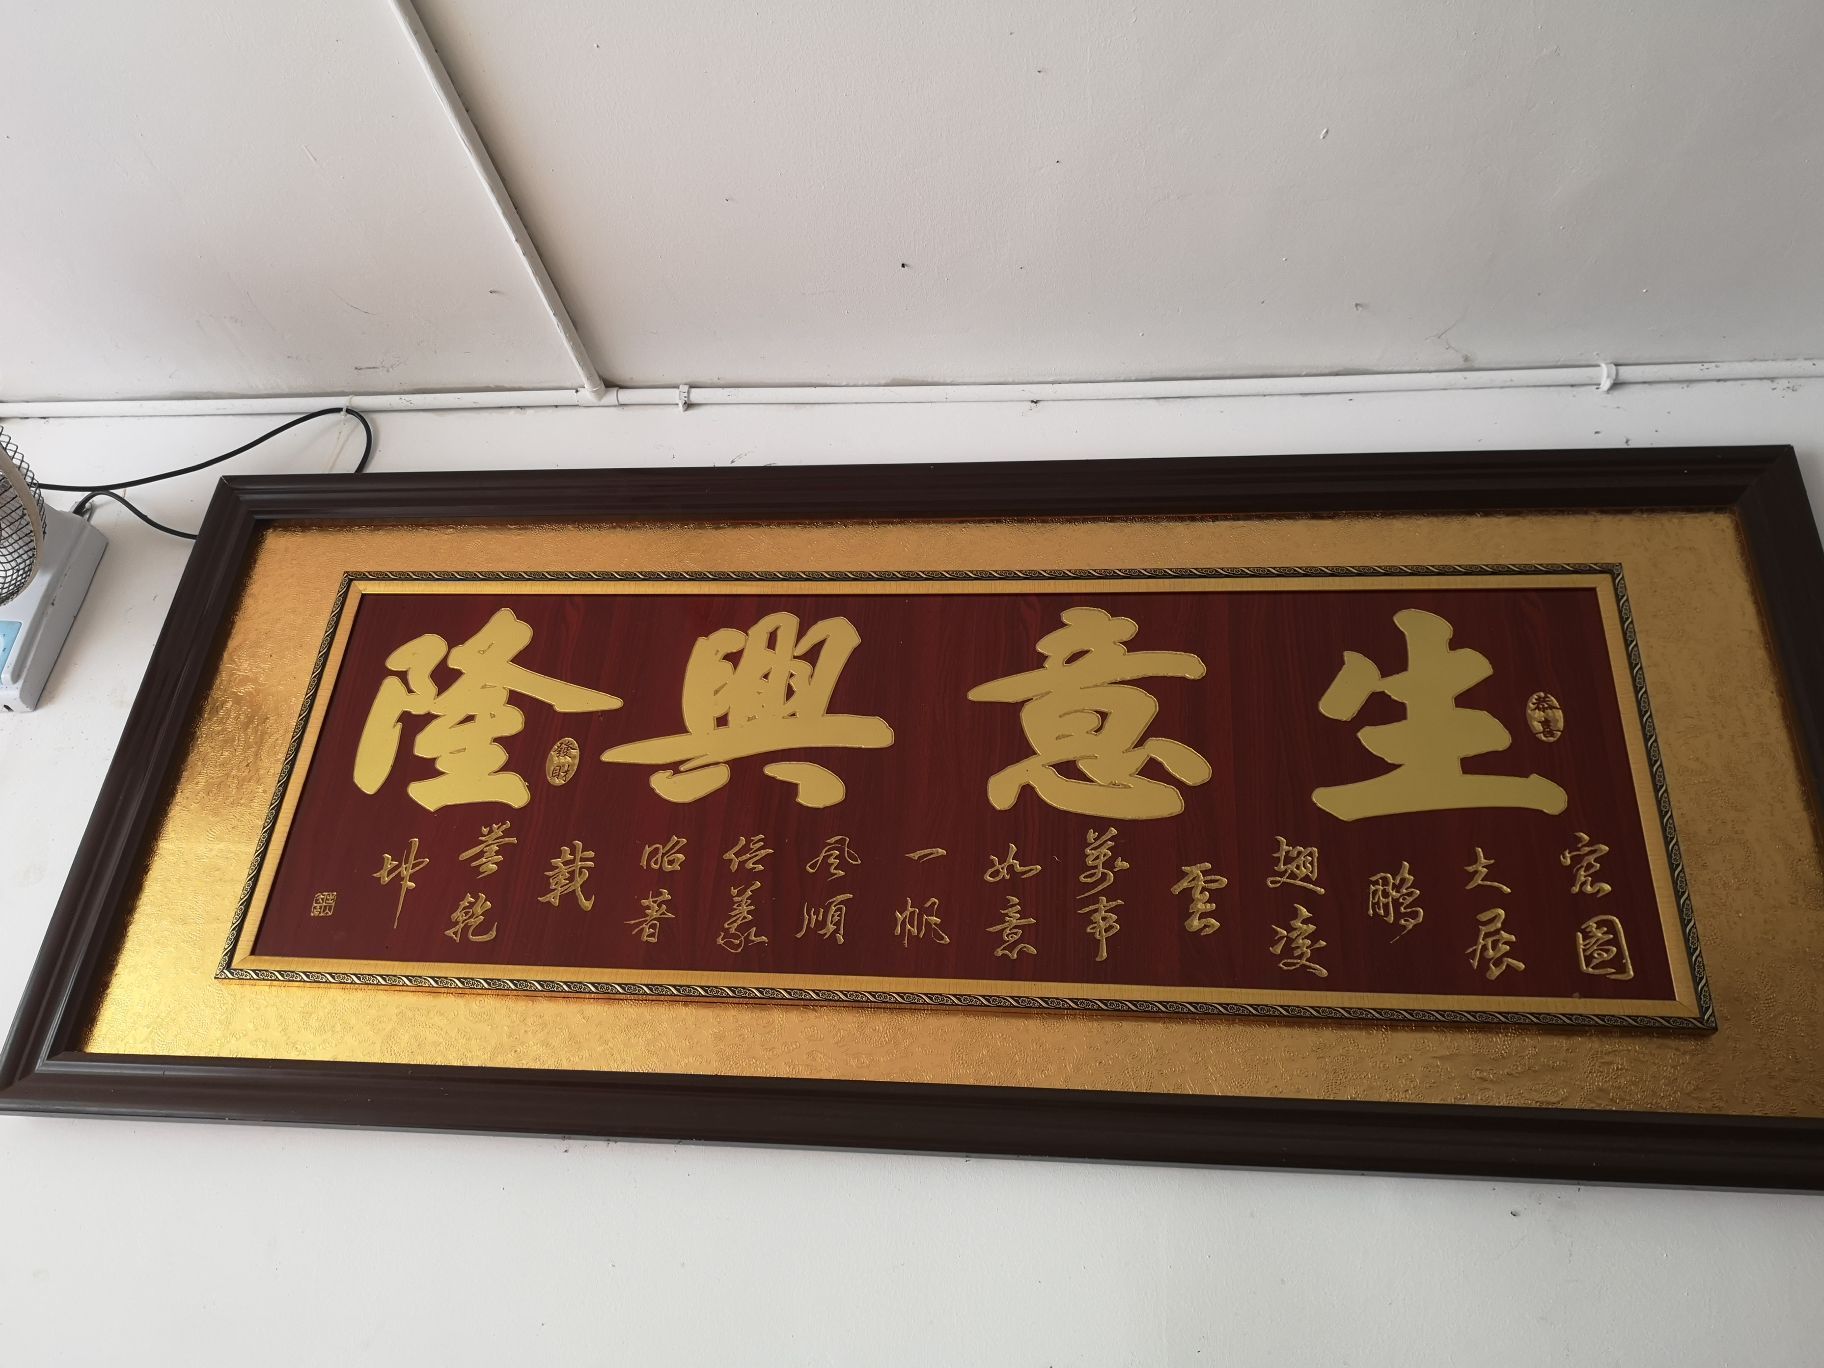 生意興隆
恭喜
發財
宏圖
大展
鵬
翅凌
雲
萬事
如意
一帆
風順
信義
昭著
載
譽乾
坤